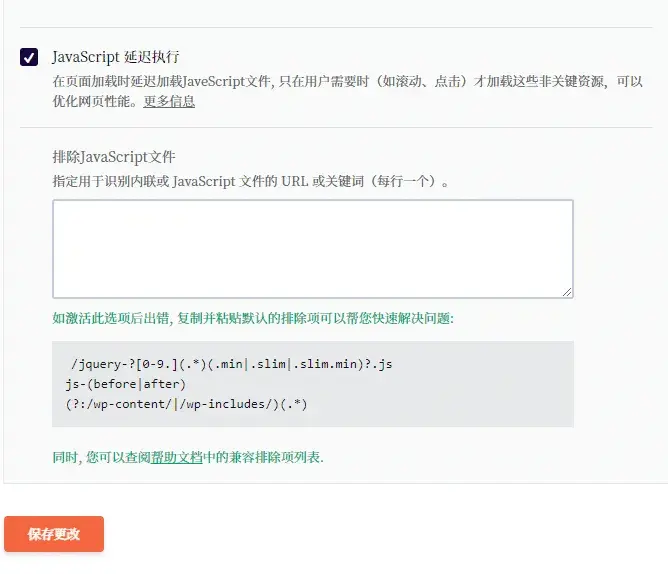 JavaScript 延迟执行
在页面加载时延迟加载JaveScript文件, 只在用户需要时（如滚动、点击）才加载这些非关键资源，可以
优化网页性能。更多信息
排除JavaScript文件
指定用于识别内联或 JavaScript 文件的 URL 或关键词（每行一个）。
如激活此选项后出错, 复制并粘贴默认的排除项可以帮您快速解决问题:
/jquery-?[0-9.](.*)(.min|.slim|.slim.min)?.js
js-(before|after)
(?:/wp-content/|/wp-includes/)(.*)
同时, 您可以查阅帮助文档中的兼容排除项列表.
保存更改